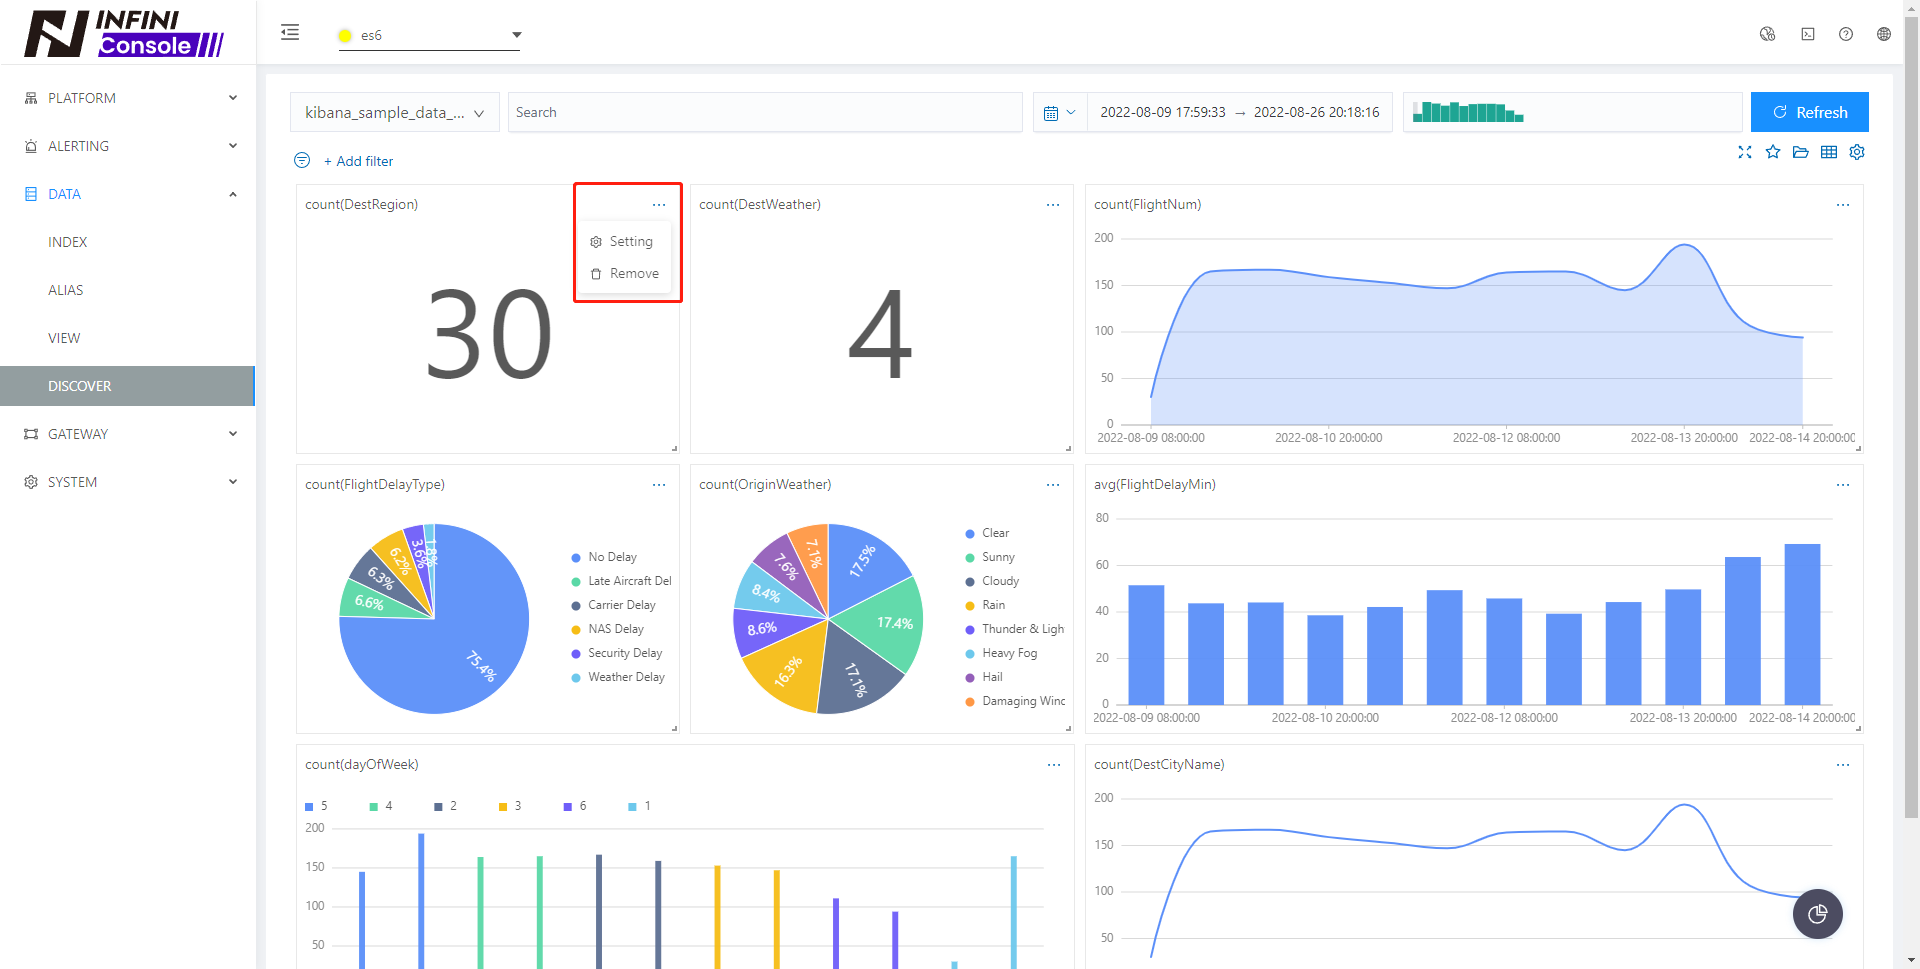 INFINI
Console
es6
PLATFORM
ALERTING
DATA
INDEX
ALIAS
VIEW
DISCOVER
GATEWAY
SYSTEM
kibana_sample_data_...
Search
2022-08-09 17:59:33 → 2022-08-26 20:18:16
Refresh
+ Add filter
count(DestRegion)
...
Setting
Remove
30
count(DestWeather)
...
4
count(FlightNum)
...
200
150
100
50
0
2022-08-09 08:00:00 2022-08-10 20:00:00 2022-08-12 08:00:00 2022-08-13 20:00:00 2022-08-14 20:00:00
count(FlightDelayType)
...
75.4%
6.6%
6.3%
6.2%
3.6%
1.8%
No Delay
Late Aircraft Del
Carrier Delay
NAS Delay
Security Delay
Weather Delay
count(OriginWeather)
...
17.5%
17.4%
17.1%
16.3%
8.6%
8.4%
7.6%
7.1%
Clear
Sunny
Cloudy
Rain
Thunder & Ligh
Heavy Fog
Hail
Damaging Winc
avg(FlightDelayMin)
...
80
60
40
20
0
2022-08-09 08:00:00 2022-08-10 20:00:00 2022-08-12 08:00:00 2022-08-13 20:00:00 2022-08-14 20:00:00
count(dayOfWeek)
...
5 4 2 3 6 1
200
150
100
50
count(DestCityName)
...
200
150
100
50